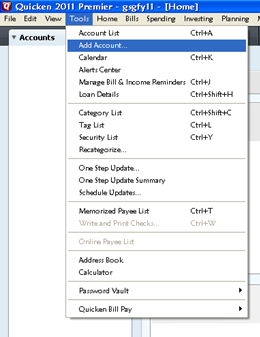 Quicken 2011 Premier - gsgfy11 - [Home]
File Edit View Tools Home Bills Spending Investing Planning
Accounts
Account List Ctrl+A
Add Account...
Calendar Ctrl+K
Alerts Center
Manage Bill & Income Reminders Ctrl+J
Loan Details Ctrl+Shift+H
Category List Ctrl+Shift+C
Tag List Ctrl+L
Security List Ctrl+Y
Recategorize...
One Step Update...
One Step Update Summary
Schedule Updates...
Memorized Payee List Ctrl+T
Write and Print Checks... Ctrl+W
Online Payee List
Address Book
Calculator
Password Vault
Quicken Bill Pay